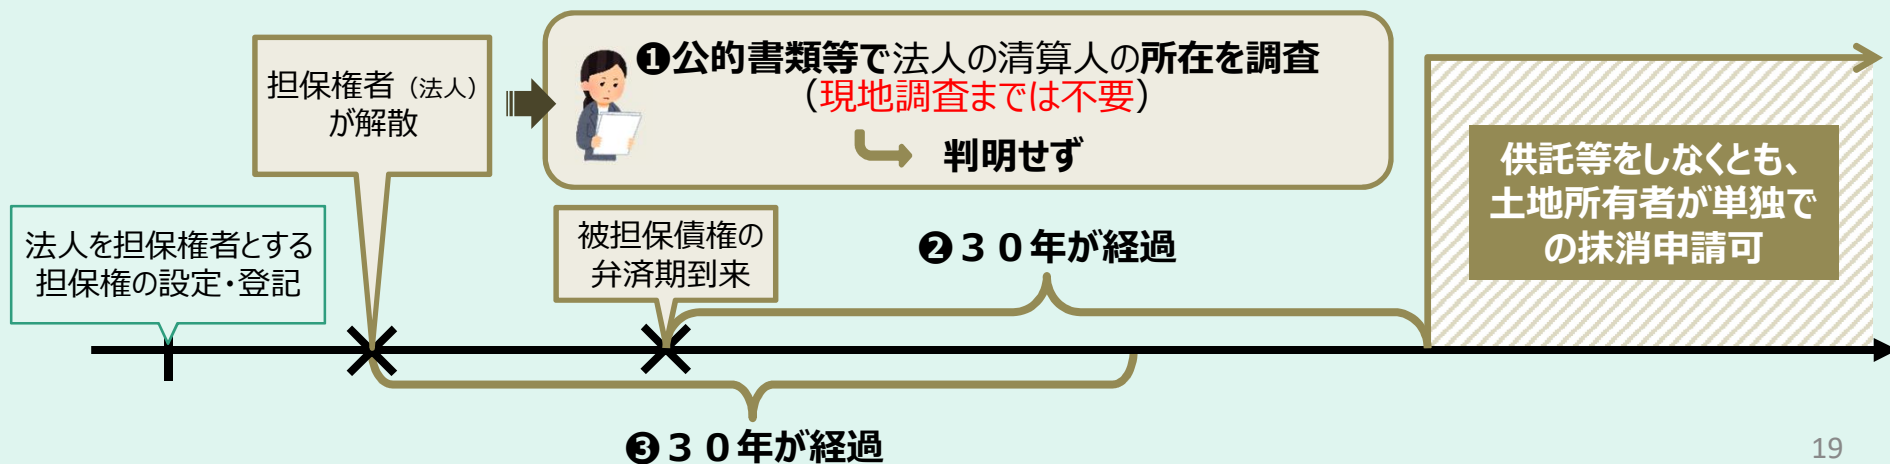 担保権者（法人）
が解散
❶公的書類等で法人の清算人の所在を調査
（現地調査までは不要）
判明せず
供託等をしなくとも、
土地所有者が単独で
の抹消申請可
法人を担保権者とする
担保権の設定・登記
被担保債権の
弁済期到来
❷３０年が経過
❸３０年が経過
19